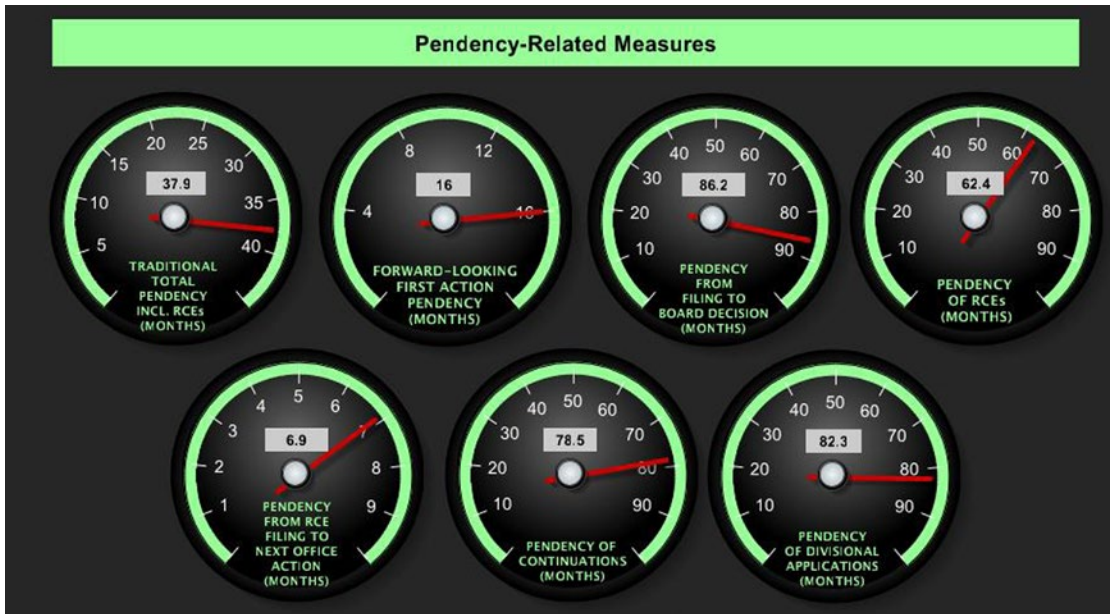 Pendency-Related Measures
5
10
15
20
25
30
35
40
37.9
TRADITIONAL
TOTAL
PENDENCY
INCL. RCEs
(MONTHS)
4
8
12
16
16
FORWARD-LOOKING
FIRST ACTION
PENDENCY
(MONTHS)
10
20
30
40
50
60
70
80
90
86.2
PENDENCY
FROM
FILING TO
BOARD DECISION
(MONTHS)
10
20
30
40
50
60
70
80
90
62.4
PENDENCY
OF RCEs
(MONTHS)
1
2
3
4
5
6
7
8
9
6.9
PENDENCY
FROM RCE
FILING TO
NEXT OFFICE
ACTION
(MONTHS)
10
20
30
40
50
60
70
80
90
78.5
PENDENCY OF
CONTINUATIONS
(MONTHS)
10
20
30
40
50
60
70
80
90
82.3
PENDENCY
OF DIVISIONAL
APPLICATIONS
(MONTHS)